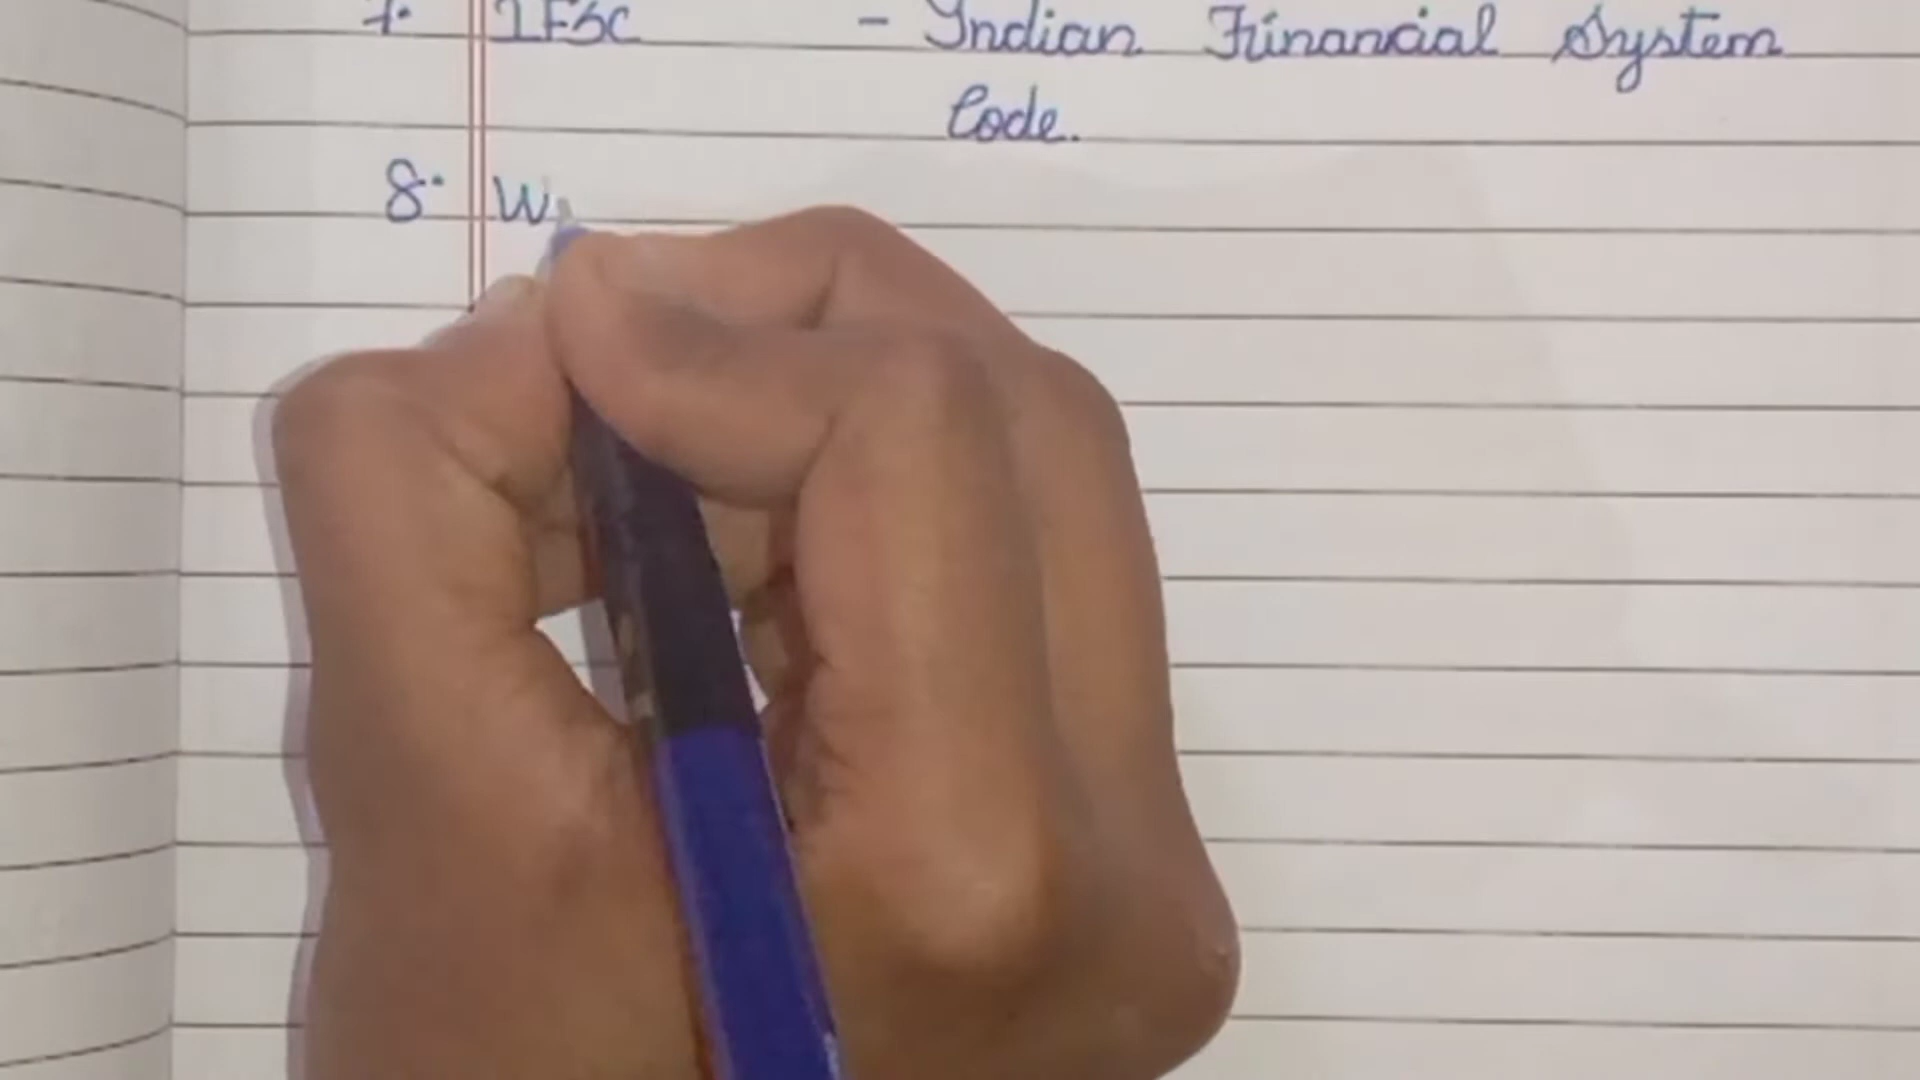 7. IFSC - Indian Financial System
Code.
8. W